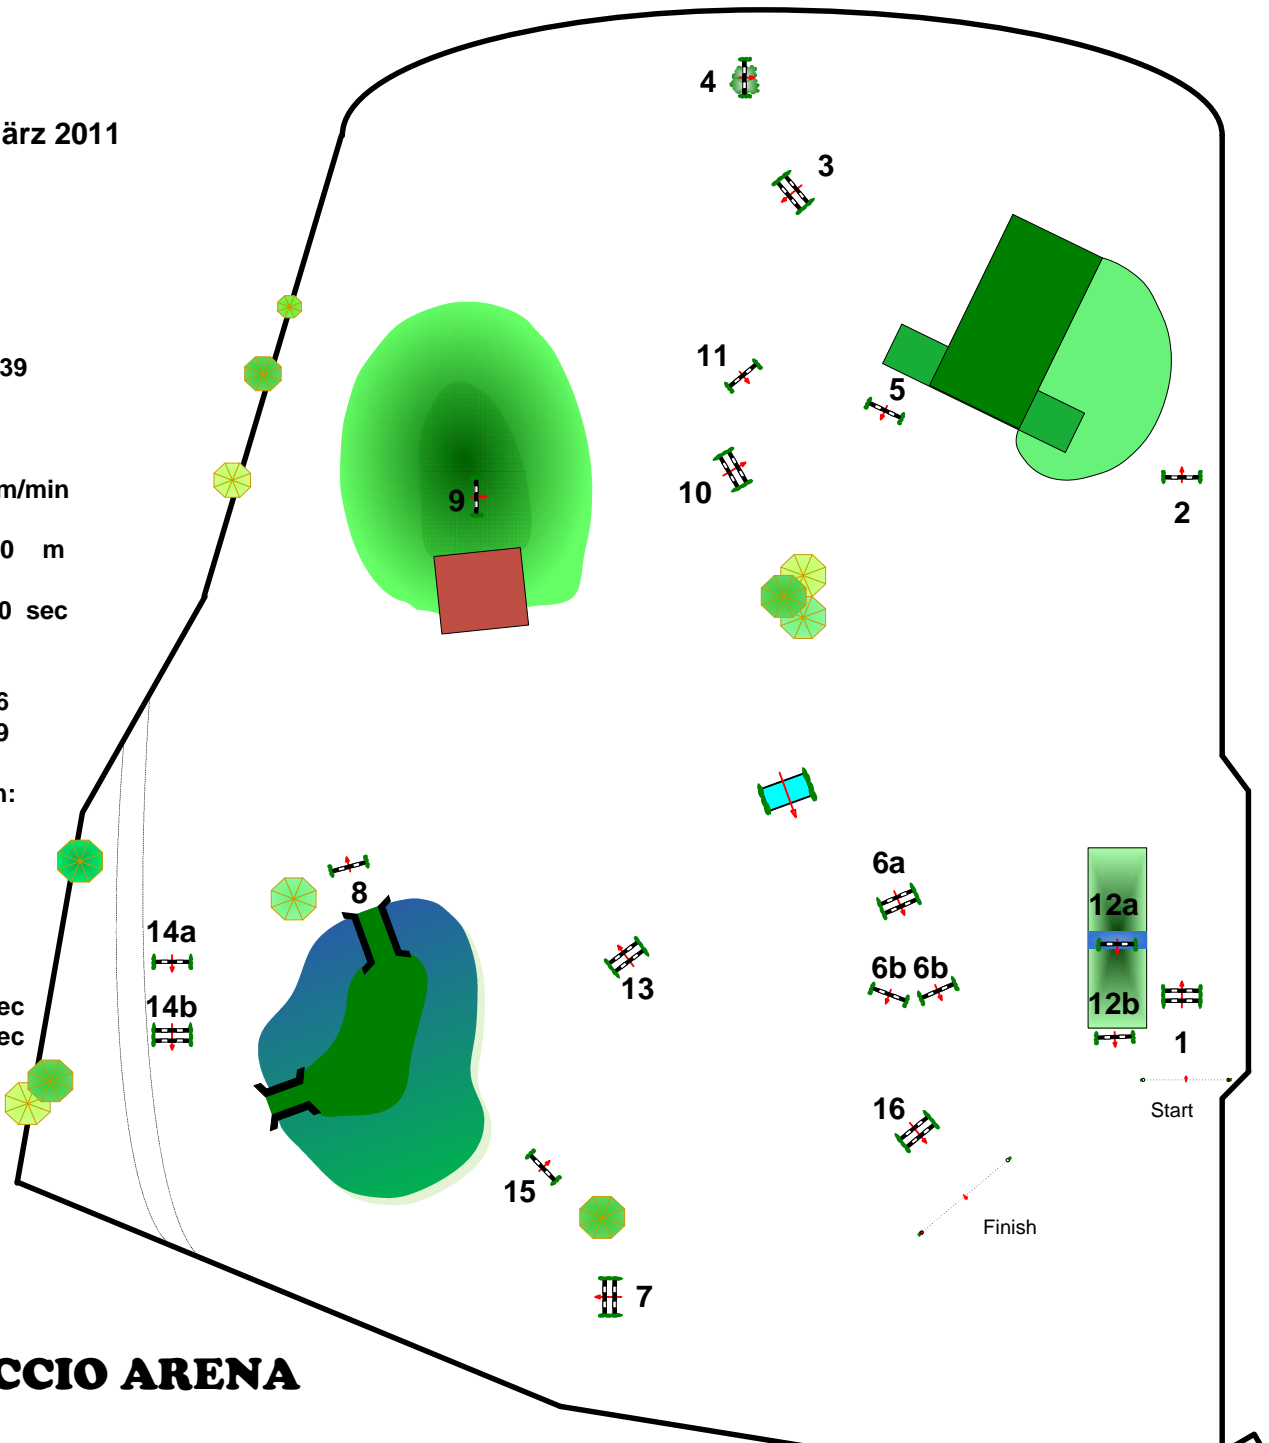 4
ärz 2011
3
39
11
5
m/min
9
10
2
0 m
0 sec
6
9
n:
6a
8
12a
14a
13
6b 6b
14b
12b
ec
ec
1
16
Start
15
Finish
7
CCIO ARENA